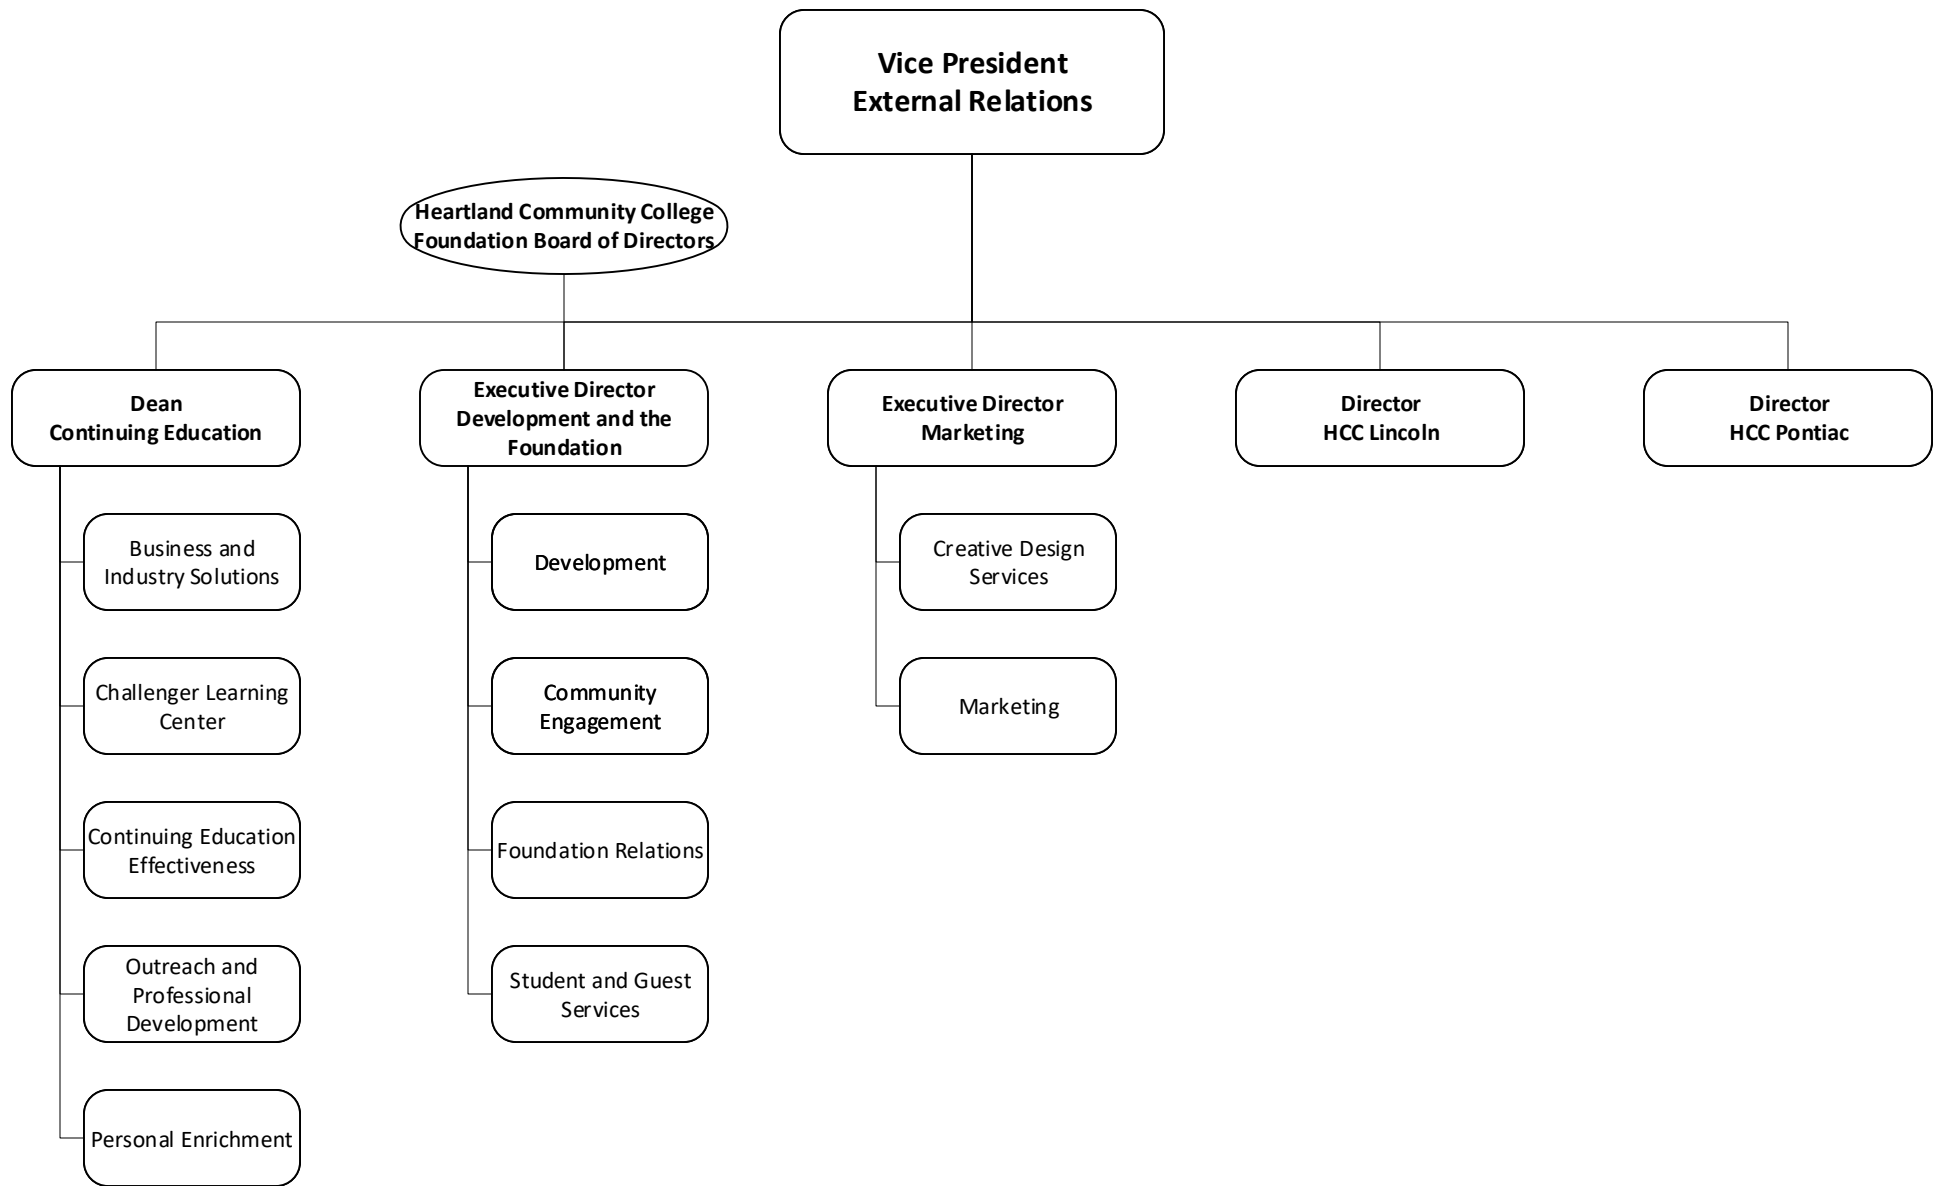 Vice President
External Relations
Heartland Community College
Foundation Board of Directors
Dean
Continuing Education
Executive Director
Development and the
Foundation
Executive Director
Marketing
Director
HCC Lincoln
Director
HCC Pontiac
Business and
Industry Solutions
Development
Creative Design
Services
Challenger Learning
Center
Community
Engagement
Marketing
Continuing Education
Effectiveness
Foundation Relations
Outreach and
Professional
Development
Student and Guest
Services
Personal Enrichment